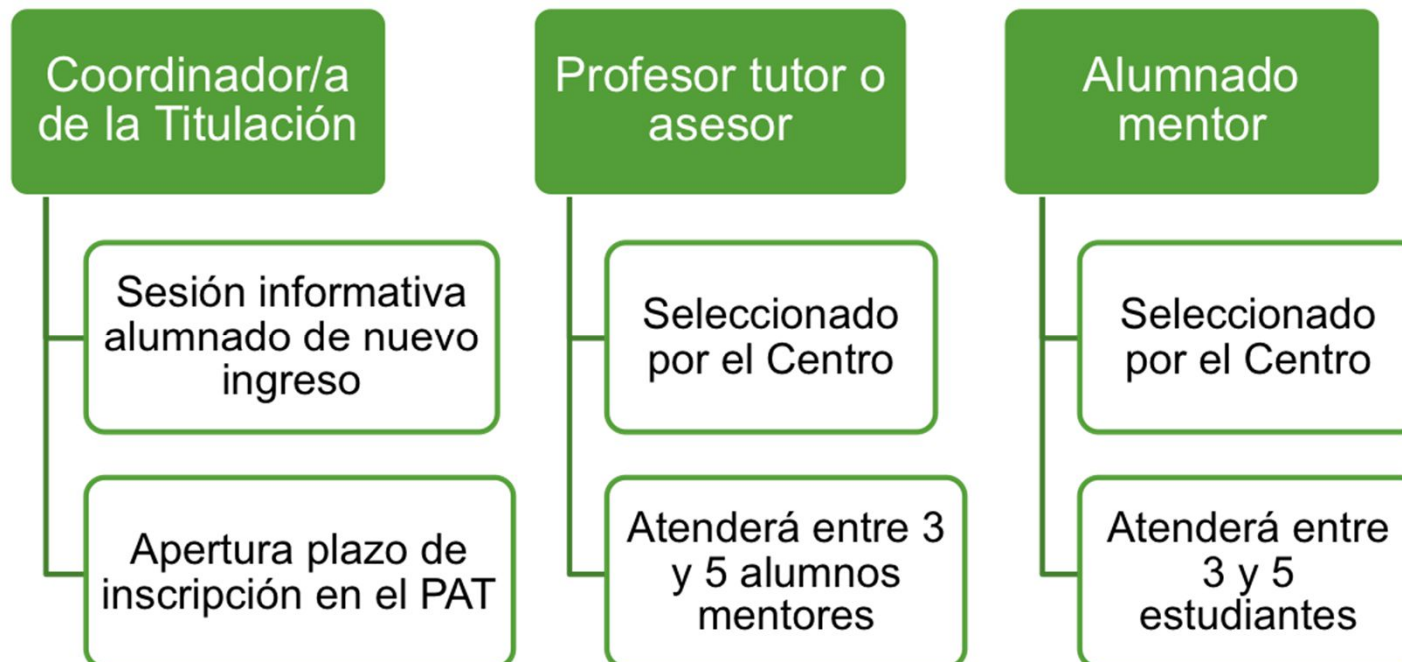 Coordinador/a
de la Titulación
Sesión informativa
alumnado de nuevo
ingreso
Apertura plazo de
inscripción en el PAT
Profesor tutor o
asesor
Seleccionado
por el Centro
Atenderá entre 3
y 5 alumnos
mentores
Alumnado
mentor
Seleccionado
por el Centro
Atenderá entre
3 y 5
estudiantes